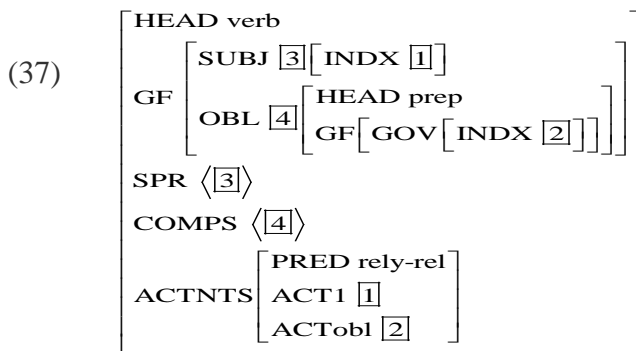 HEAD verb
(37)
SUBJ 3[INDX 1]
GF
HEAD prep
OBL 4
GF[GOV[INDX 2]]
SPR ⟨3⟩
COMPS ⟨4⟩
PRED rely-rel
ACTNTS ACT1 1
ACTobl 2